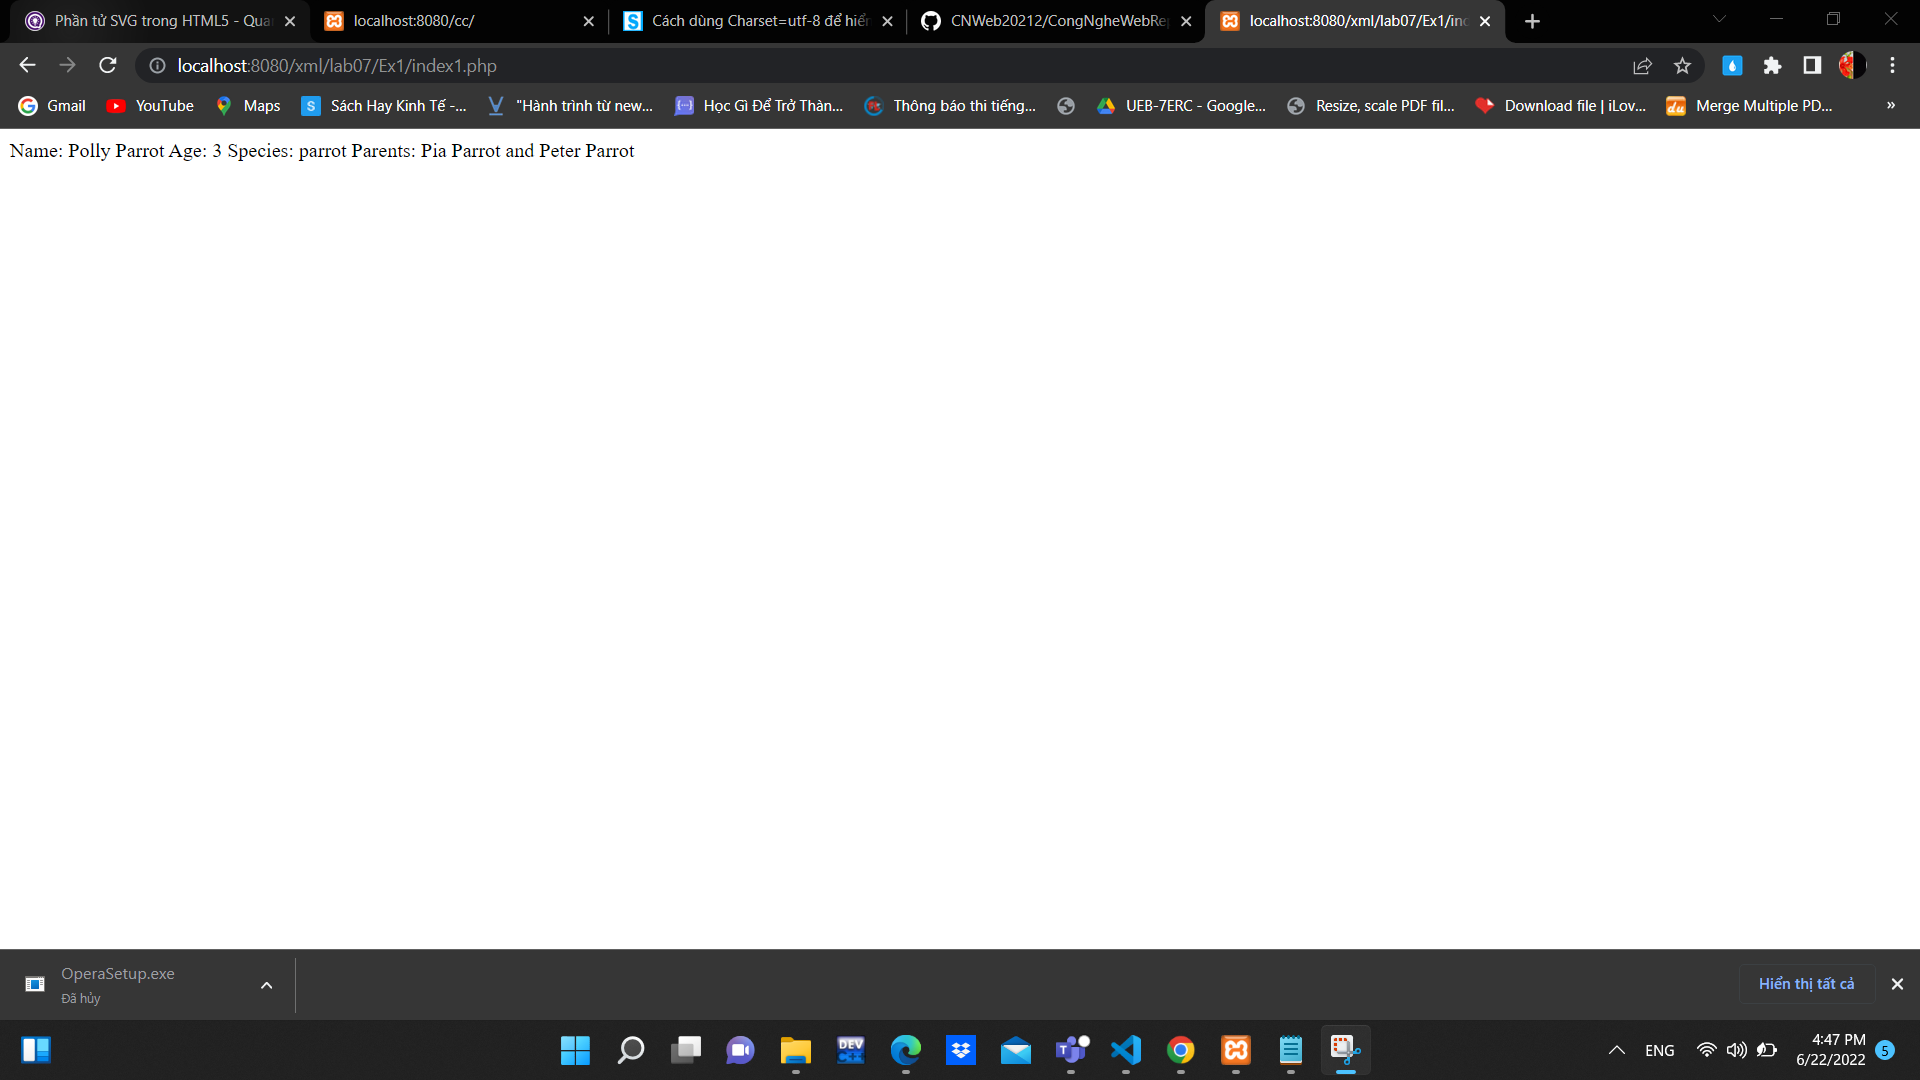 Phần tử SVG trong HTML5 - Qua
localhost:8080/cc/
Cách dùng Charset=utf-8 để hiển
CNWeb20212/CongNgheWebRep
localhost:8080/xml/lab07/Ex1/ind
localhost:8080/xml/lab07/Ex1/index1.php
Gmail
YouTube
Maps
Sách Hay Kinh Tế -...
"Hành trình từ new...
Học Gì Để Trở Thàn...
Thông báo thi tiếng...
UEB-7ERC - Google...
Resize, scale PDF fil...
Download file | iLov...
Merge Multiple PD...
»
Name: Polly Parrot Age: 3 Species: parrot Parents: Pia Parrot and Peter Parrot
OperaSetup.exe
Đã hủy
Hiển thị tất cả
DEV
C++
ENG
4:47 PM
6/22/2022
5